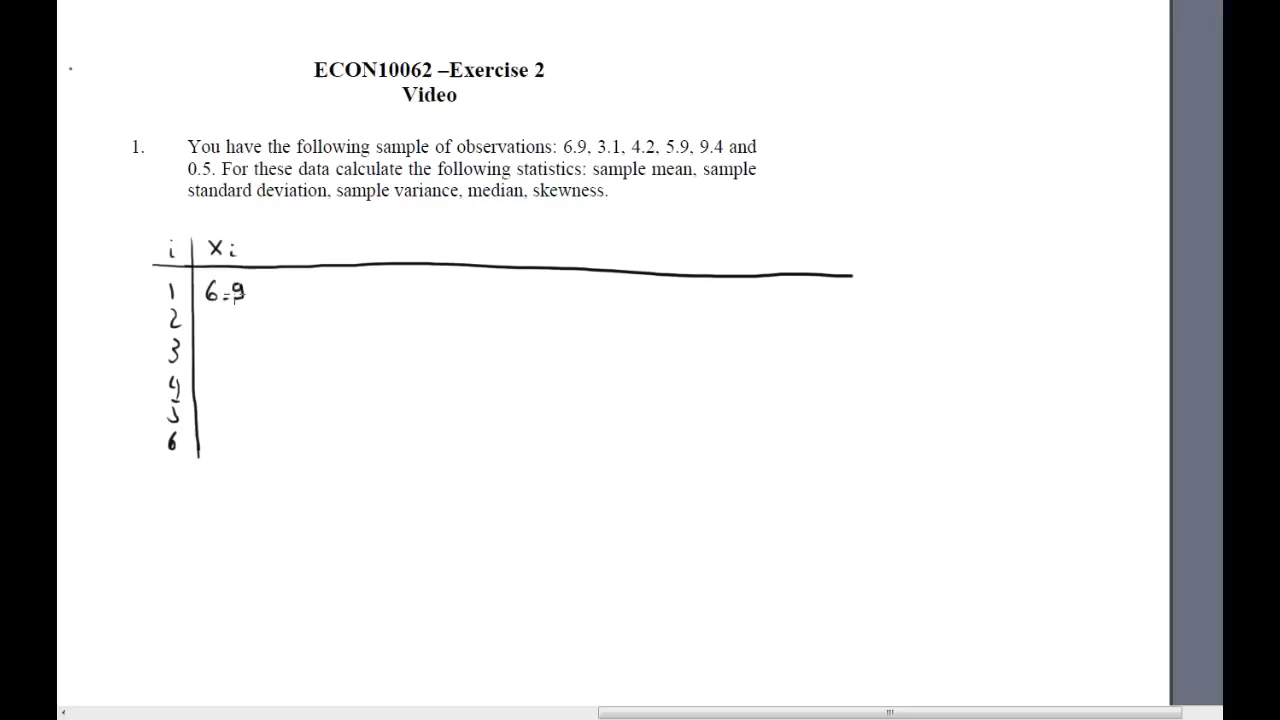 ECON10062 –Exercise 2
Video
1. You have the following sample of observations: 6.9, 3.1, 4.2, 5.9, 9.4 and
0.5. For these data calculate the following statistics: sample mean, sample
standard deviation, sample variance, median, skewness.
i xi
1 6.9
2
3
4
5
6